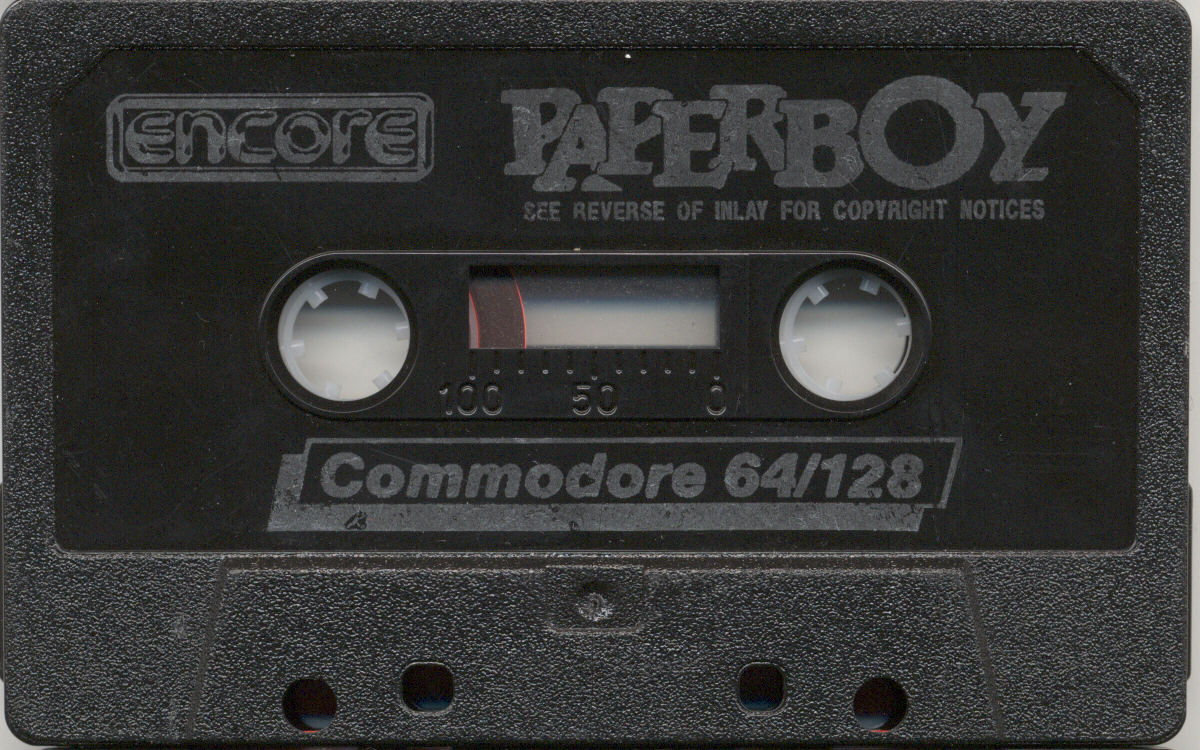 encore
PAPERBOY
SEE REVERSE OF INLAY FOR COPYRIGHT NOTICES
100 50 0
Commodore 64/128